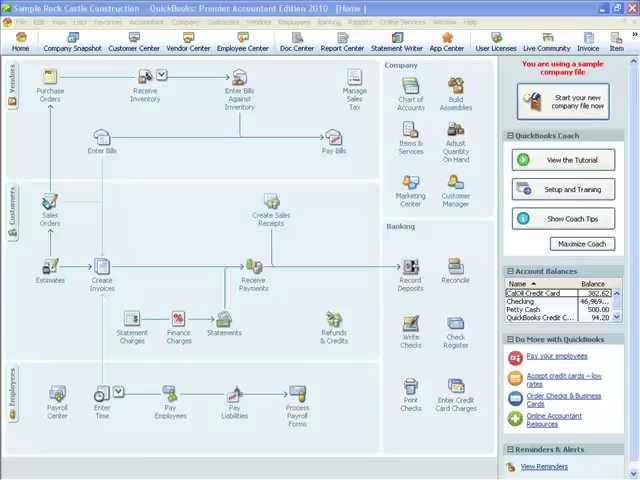 Sample Rock Castle Construction - QuickBooks: Premier Accountant Edition 2010 - [Home ]
File Edit View Lists Favorites Accountant Company Customers Vendors Employees Banking Reports Online Services Window Help
Home
Company Snapshot
Customer Center
Vendor Center
Employee Center
Doc Center
Report Center
Statement Writer
App Center
User Licenses
Live Community
Invoice
Item
Vendors
Purchase
Orders
Receive
Inventory
Enter Bills
Against
Inventory
Manage
Sales
Tax
Enter Bills
Pay Bills
Customers
Sales
Orders
Create Sales
Receipts
Estimates
Create
Invoices
Receive
Payments
Statement
Charges
Finance
Charges
Statements
Refunds
& Credits
Employees
Payroll
Center
Enter
Time
Pay
Employees
Pay
Liabilities
Process
Payroll
Forms
Company
Chart of
Accounts
Build
Assemblies
Items &
Services
Adjust
Quantity
On Hand
Marketing
Center
Customer
Manager
Banking
Record
Deposits
Reconcile
Write
Checks
Check
Register
Print
Checks
Enter Credit
Card Charges
You are using a sample
company file
Start your new
company file now
QuickBooks Coach
View the Tutorial
Setup and Training
Show Coach Tips
Maximize Coach
Account Balances
Name Balance
CalOil Credit Card 382.62
Checking 46,969...
Petty Cash 500.00
QuickBooks Credit C... 94.20
Do More with QuickBooks
Pay your employees
Accept credit cards – low
rates
Order Checks & Business
Cards
Online Accountant
Resources
Reminders & Alerts
View Reminders